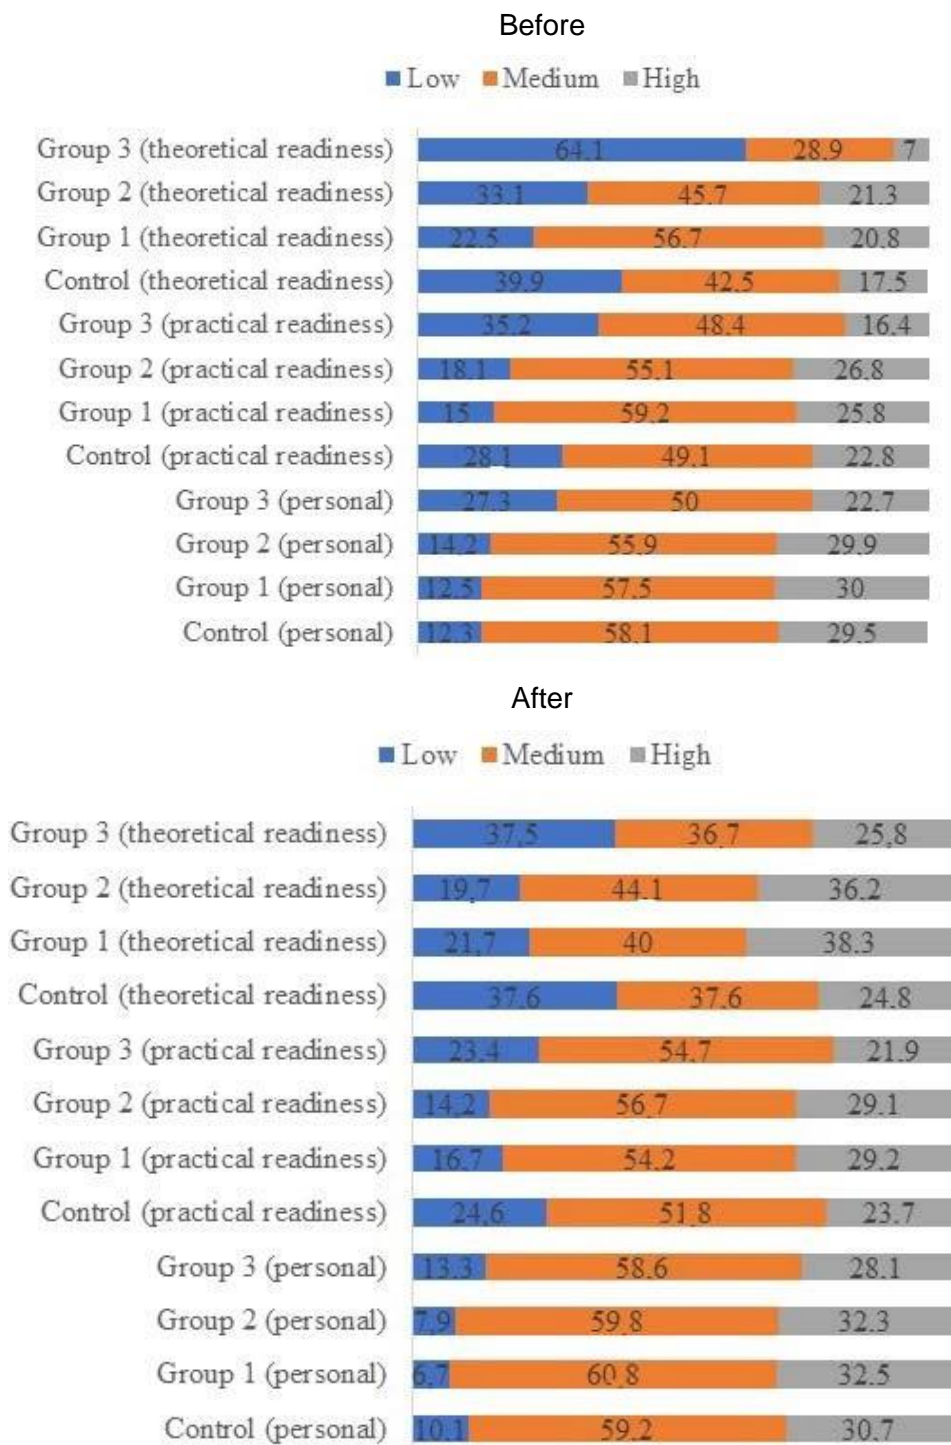 Before
Low Medium High
Group 3 (theoretical readiness) 64.1 28.9 7
Group 2 (theoretical readiness) 33.1 45.7 21.3
Group 1 (theoretical readiness) 22.5 56.7 20.8
Control (theoretical readiness) 39.9 42.5 17.5
Group 3 (practical readiness) 35.2 48.4 16.4
Group 2 (practical readiness) 18.1 55.1 26.8
Group 1 (practical readiness) 15 59.2 25.8
Control (practical readiness) 28.1 49.1 22.8
Group 3 (personal) 27.3 50 22.7
Group 2 (personal) 14.2 55.9 29.9
Group 1 (personal) 12.5 57.5 30
Control (personal) 12.3 58.1 29.5
After
Low Medium High
Group 3 (theoretical readiness) 37,5 36,7 25,8
Group 2 (theoretical readiness) 19,7 44.1 36.2
Group 1 (theoretical readiness) 21,7 40 38.3
Control (theoretical readiness) 37.6 37.6 24.8
Group 3 (practical readiness) 23.4 54.7 21.9
Group 2 (practical readiness) 14,2 56.7 29.1
Group 1 (practical readiness) 16.7 54.2 29.2
Control (practical readiness) 24,6 51,8 23.7
Group 3 (personal) 13.3 58.6 28.1
Group 2 (personal) 7,9 59.8 32.3
Group 1 (personal) 6.7 60.8 32.5
Control (personal) 10.1 59.2 30.7